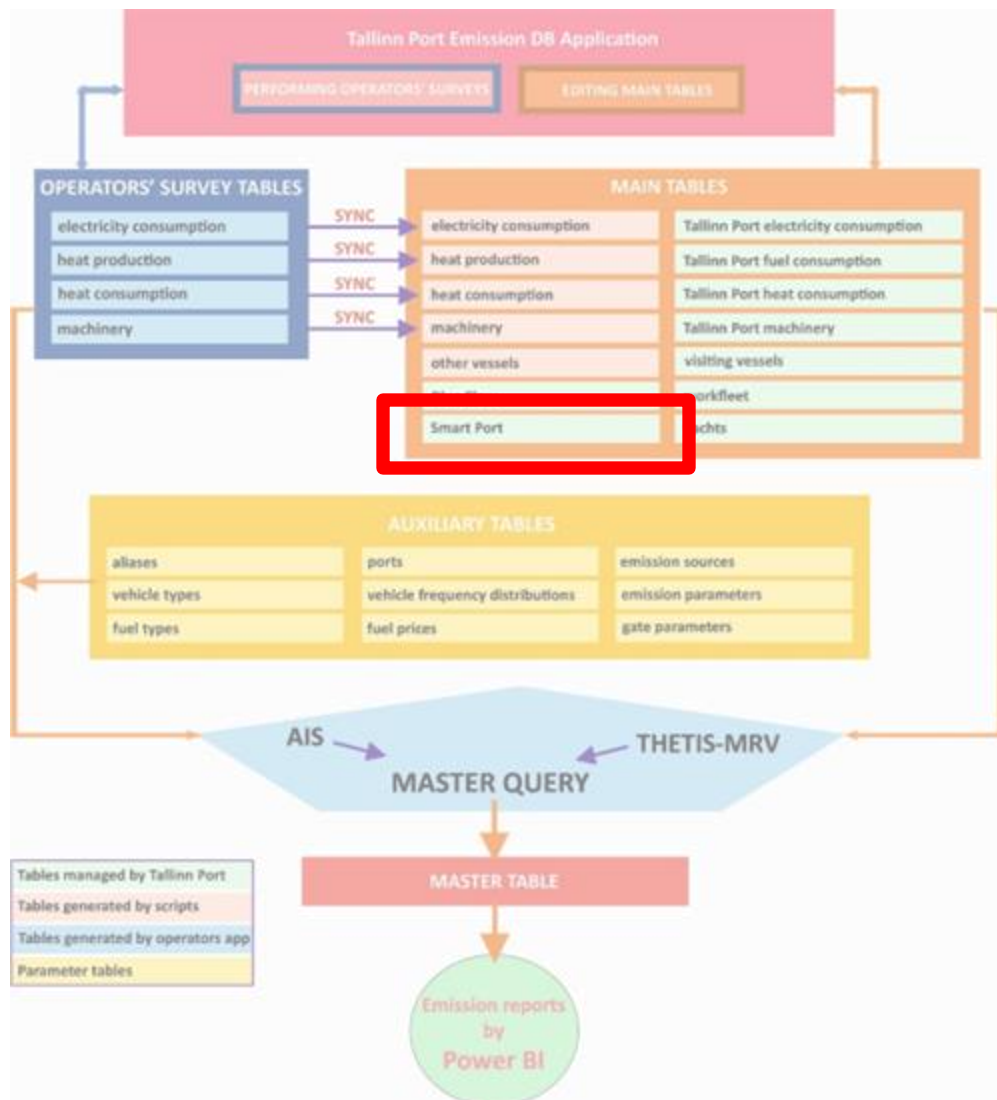 Tallinn Port Emission DB Application
PERFORMING OPERATORS' SURVEYS
EDITING MAIN TABLES
OPERATORS' SURVEY TABLES
electricity consumption
heat production
heat consumption
machinery
SYNC
SYNC
SYNC
SYNC
MAIN TABLES
electricity consumption
heat production
heat consumption
machinery
other vessels
Smart Port
Tallinn Port electricity consumption
Tallinn Port fuel consumption
Tallinn Port heat consumption
Tallinn Port machinery
visiting vessels
AUXILIARY TABLES
aliases
vehicle types
fuel types
ports
vehicle frequency distributions
fuel prices
emission sources
emission parameters
gate parameters
AIS
THETIS-MRV
MASTER QUERY
MASTER TABLE
Tables managed by Tallinn Port
Tables generated by scripts
Tables generated by operators app
Parameter tables
Emission reports
by
Power BI